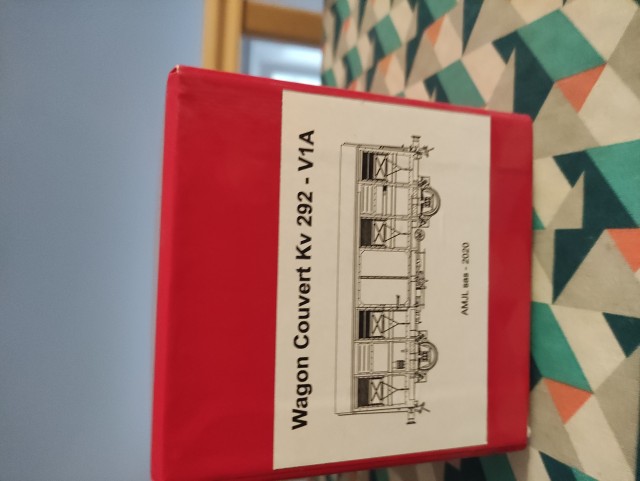 Wagon Couvert Kv 292 - V1A
AMJL sas - 2020